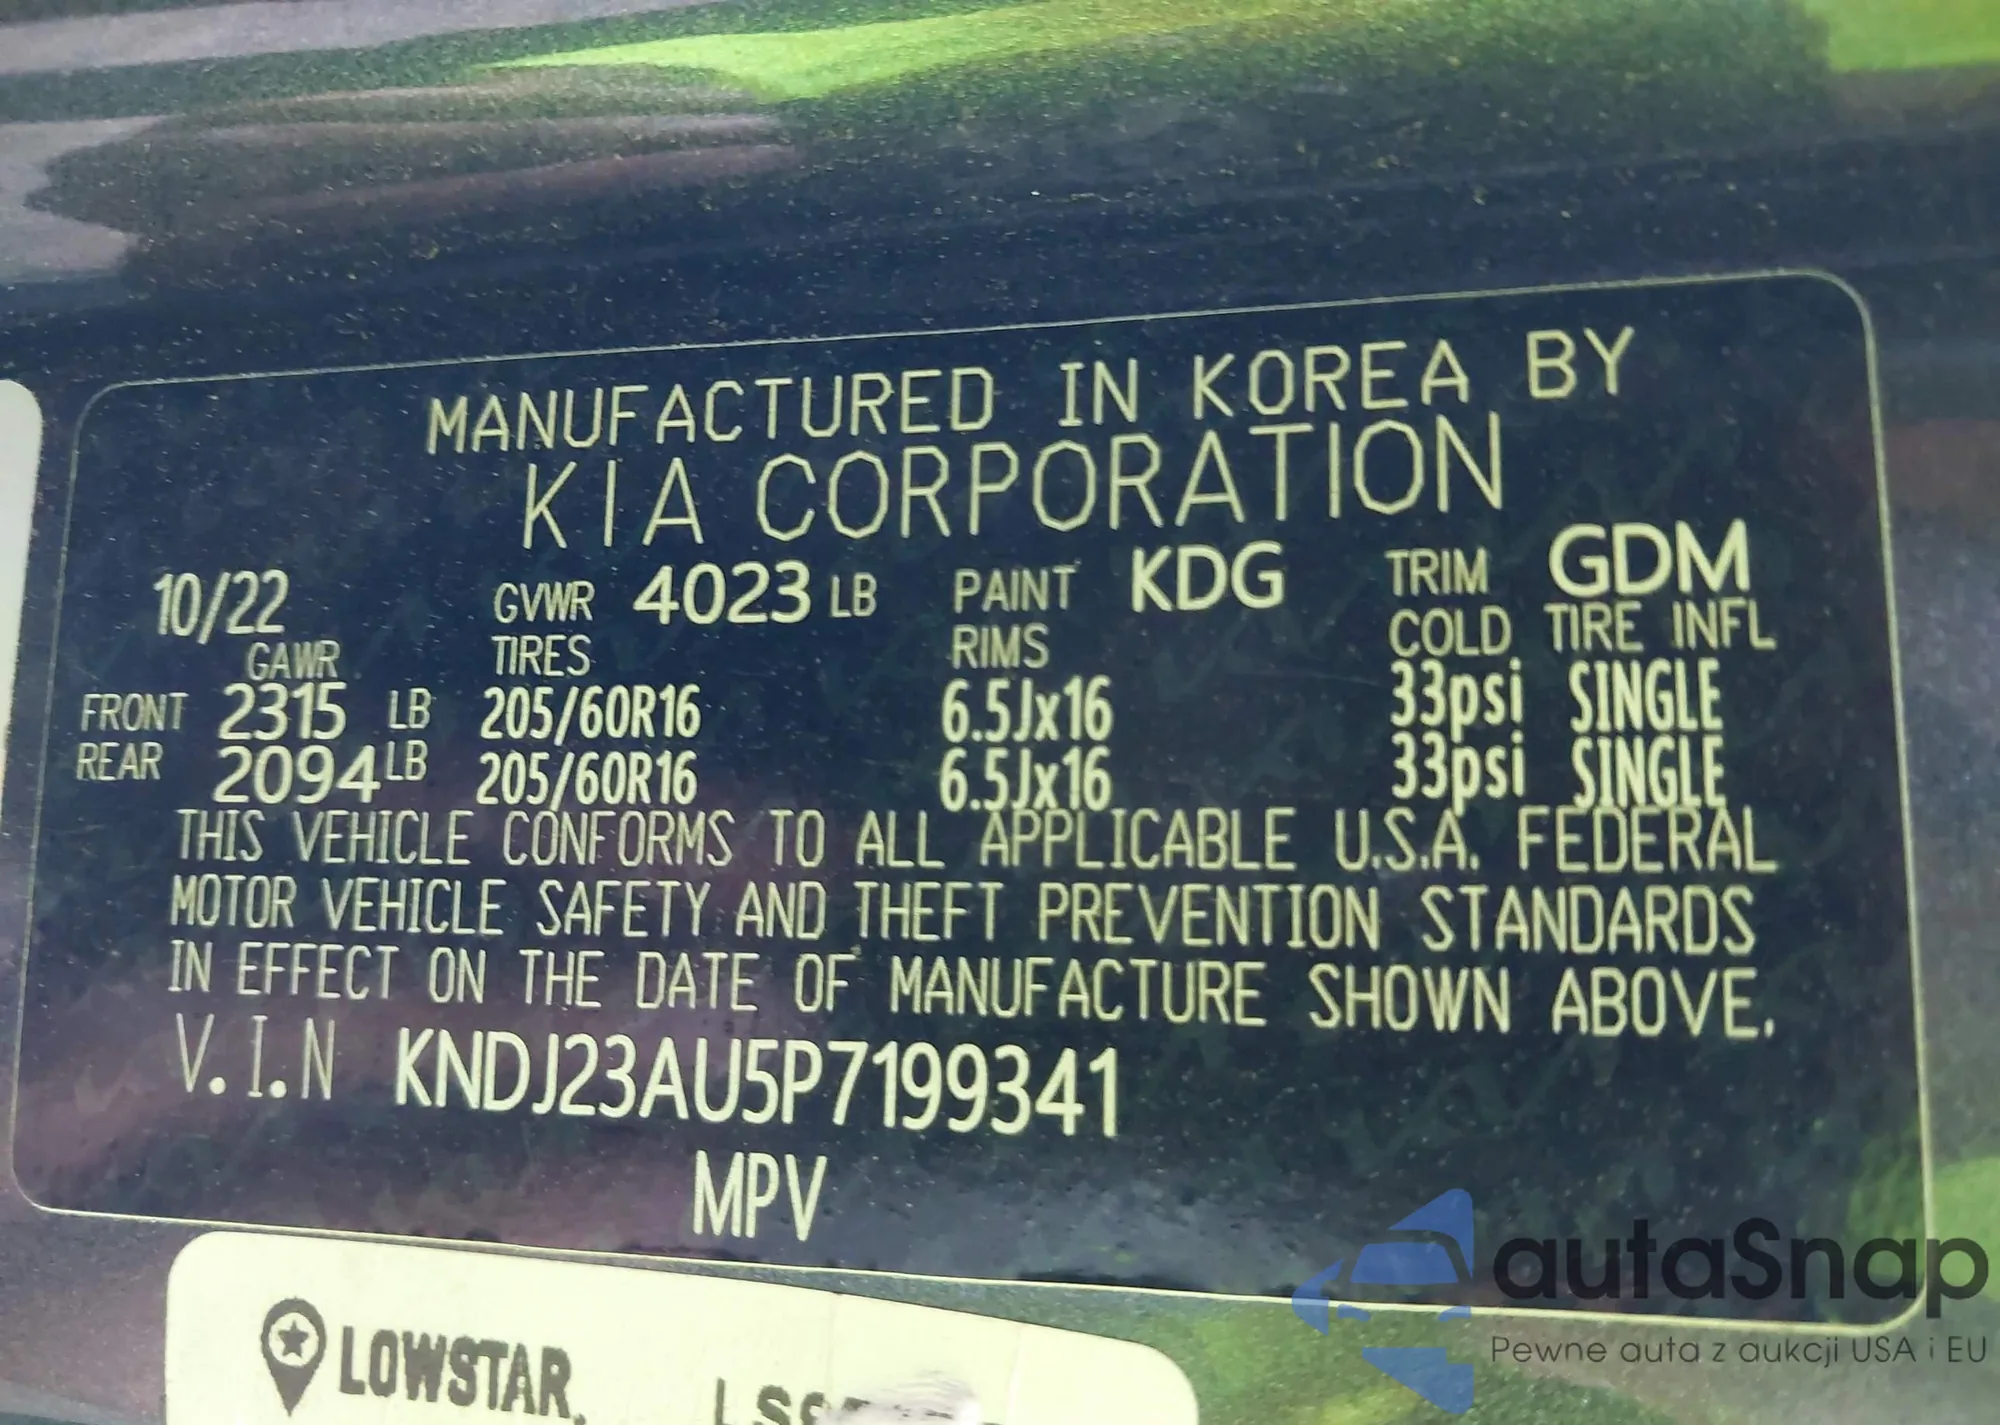 MANUFACTURED IN KOREA BY
KIA CORPORATION
10/22 GVWR 4023 LB PAINT KDG TRIM GDM
GAWR TIRES RIMS COLD TIRE INFL
FRONT 2315 LB 205/60R16 6.5Jx16 33psi SINGLE
REAR 2094 LB 205/60R16 6.5Jx16 33psi SINGLE
THIS VEHICLE CONFORMS TO ALL APPLICABLE U.S.A. FEDERAL
MOTOR VEHICLE SAFETY AND THEFT PREVENTION STANDARDS
IN EFFECT ON THE DATE OF MANUFACTURE SHOWN ABOVE.
V.I.N KNDJ23AU5P7199341
MPV
LOWSTAR.
autaSnap
Pewne auta z aukcji USA i EU